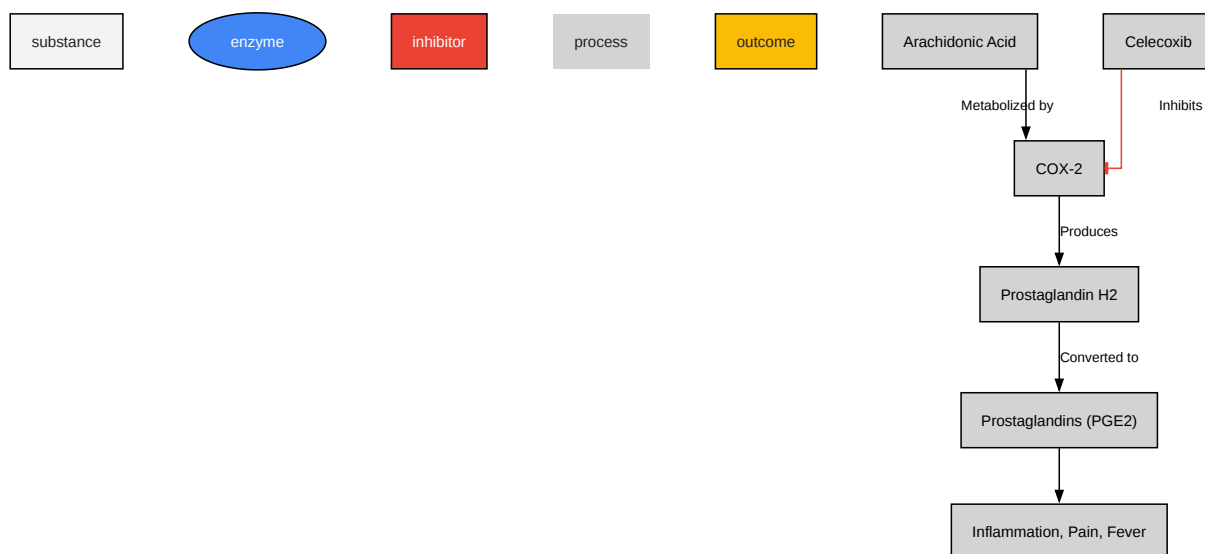 substance
enzyme
inhibitor
process
outcome
Arachidonic Acid
Celecoxib
Metabolized by
Inhibits
COX-2
Produces
Prostaglandin H2
Converted to
Prostaglandins (PGE2)
Inflammation, Pain, Fever